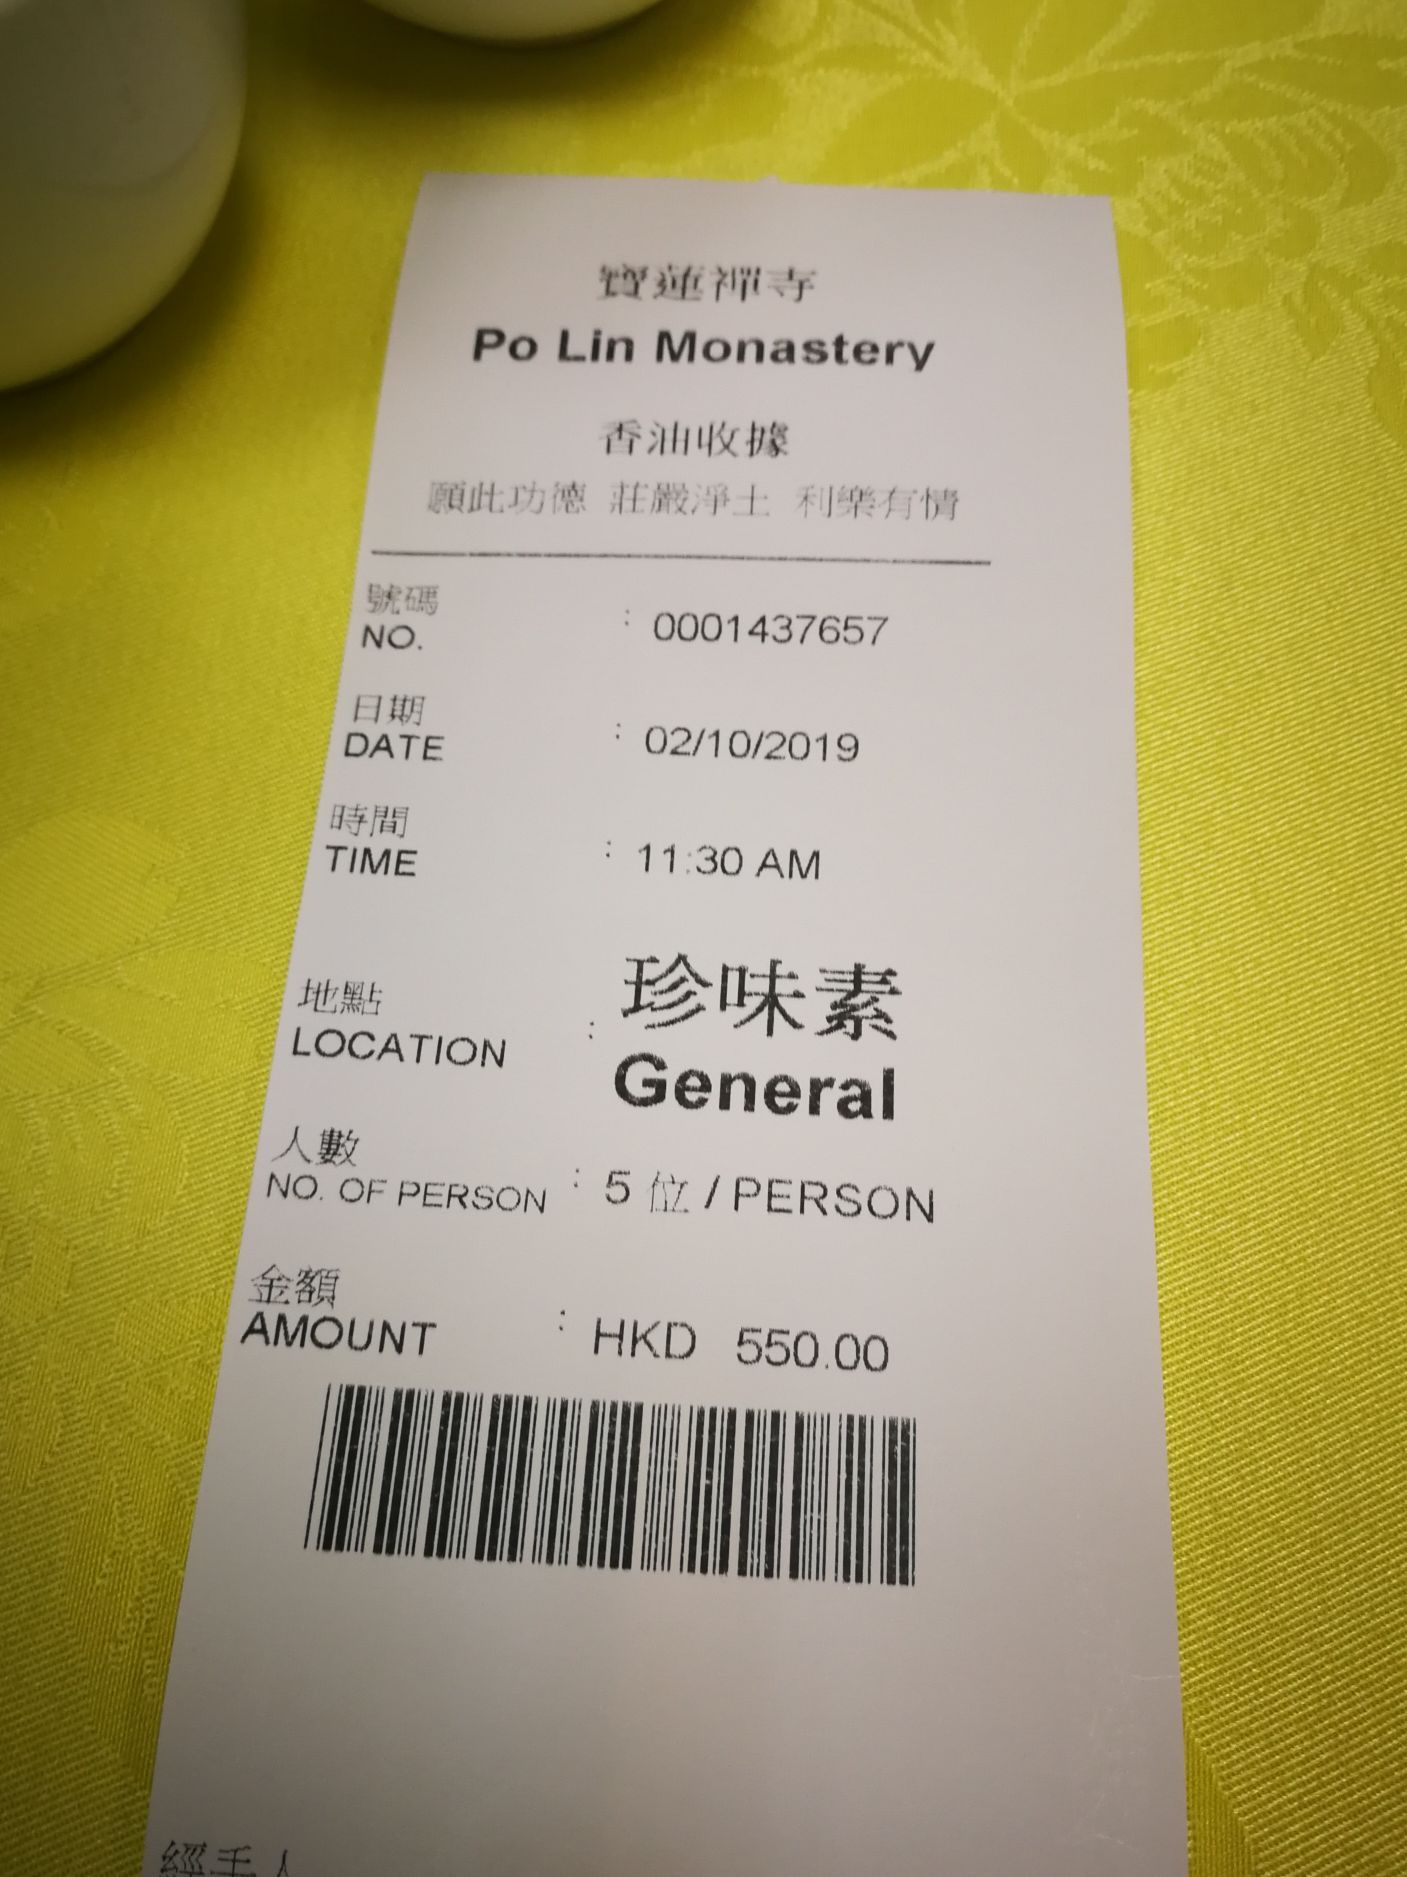 寶蓮禪寺
Po Lin Monastery
香油收據
願此功德 莊嚴淨土 利樂有情
號碼
NO. : 0001437657
日期
DATE : 02/10/2019
時間
TIME : 11:30 AM
地點
LOCATION : 珍味素
General
人數
NO. OF PERSON : 5 位 / PERSON
金額
AMOUNT : HKD 550.00
經手人